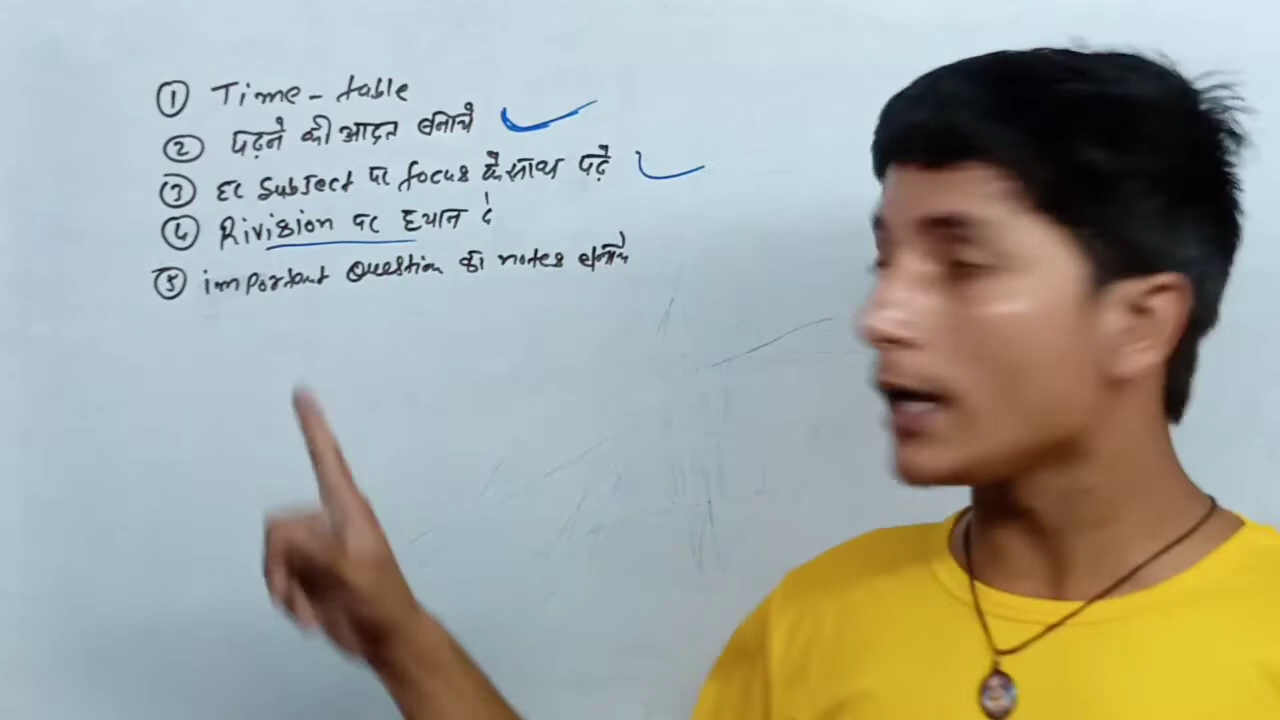 ① Time-table
② पढ़ने की आदत बनाये
③ हर Subject पर focus के साथ पढ़े
④ Rivision पर ध्यान दे
⑤ important Question का notes बनाये